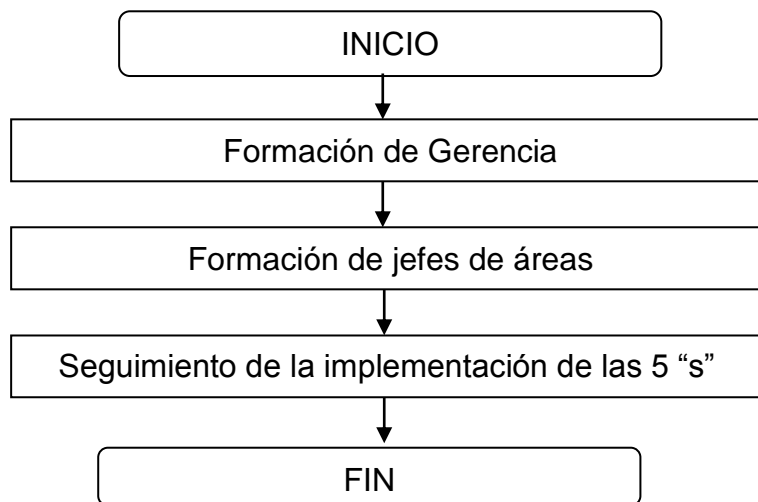 INICIO
Formación de Gerencia
Formación de jefes de áreas
Seguimiento de la implementación de las 5 “s”
FIN